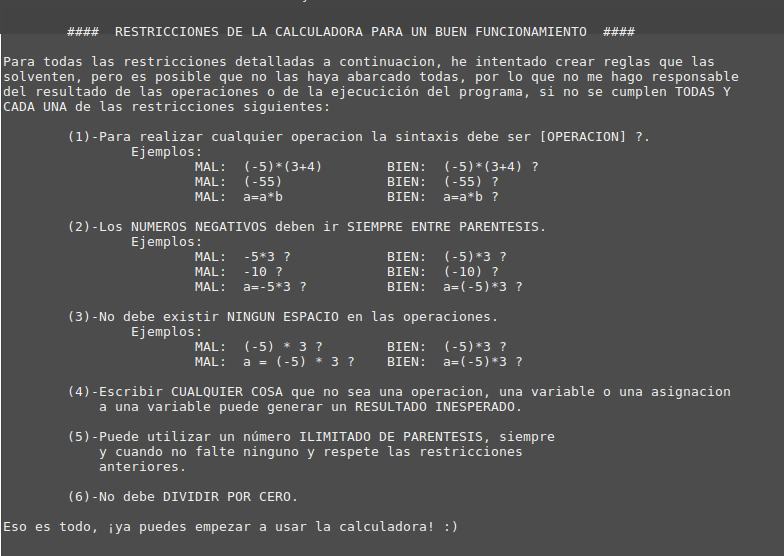 #### RESTRICCIONES DE LA CALCULADORA PARA UN BUEN FUNCIONAMIENTO ####
Para todas las restricciones detalladas a continuacion, he intentado crear reglas que las
solventen, pero es posible que no las haya abarcado todas, por lo que no me hago responsable
del resultado de las operaciones o de la ejecucición del programa, si no se cumplen TODAS Y
CADA UNA de las restricciones siguientes:
(1)-Para realizar cualquier operacion la sintaxis debe ser [OPERACION] ?.
Ejemplos:
MAL: (-5)*(3+4) BIEN: (-5)*(3+4) ?
MAL: (-55) BIEN: (-55) ?
MAL: a=a*b BIEN: a=a*b ?
(2)-Los NUMEROS NEGATIVOS deben ir SIEMPRE ENTRE PARENTESIS.
Ejemplos:
MAL: -5*3 ? BIEN: (-5)*3 ?
MAL: -10 ? BIEN: (-10) ?
MAL: a=-5*3 ? BIEN: a=(-5)*3 ?
(3)-No debe existir NINGUN ESPACIO en las operaciones.
Ejemplos:
MAL: (-5) * 3 ? BIEN: (-5)*3 ?
MAL: a = (-5) * 3 ? BIEN: a=(-5)*3 ?
(4)-Escribir CUALQUIER COSA que no sea una operacion, una variable o una asignacion
a una variable puede generar un RESULTADO INESPERADO.
(5)-Puede utilizar un número ILIMITADO DE PARENTESIS, siempre
y cuando no falte ninguno y respete las restricciones
anteriores.
(6)-No debe DIVIDIR POR CERO.
Eso es todo, ¡ya puedes empezar a usar la calculadora! :)